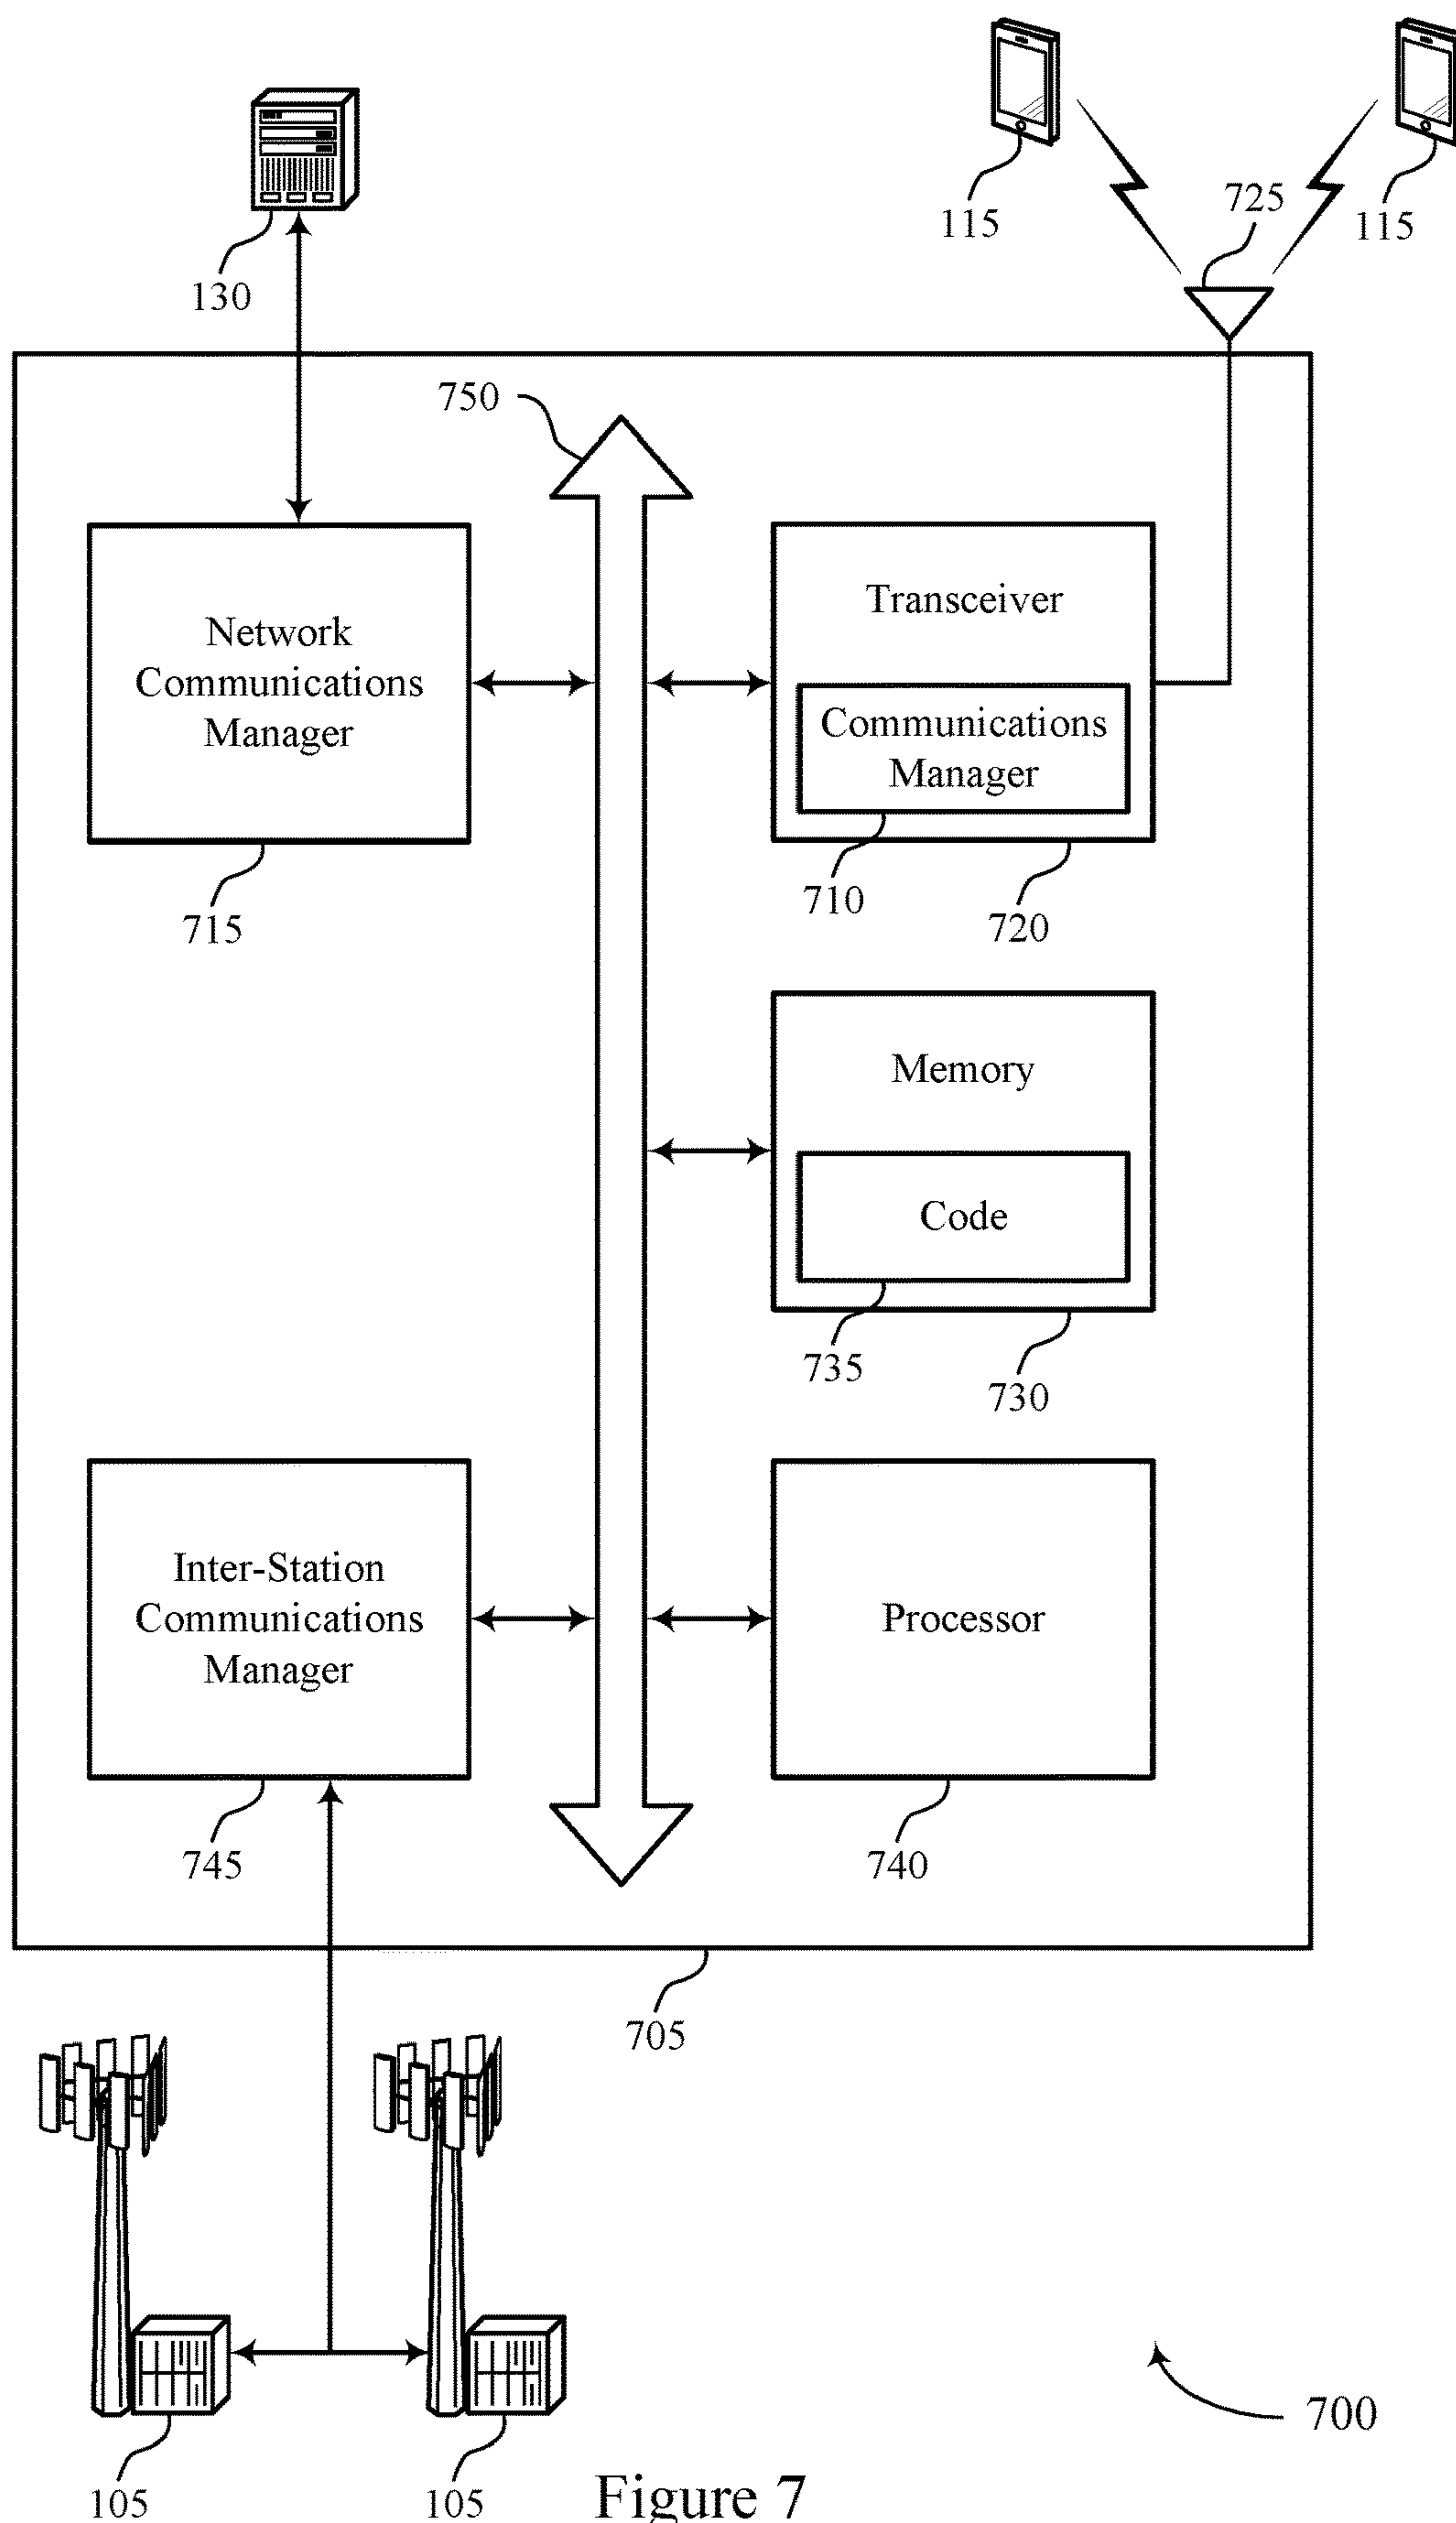 115
725
115
130
750
Network
Communications
Manager
Transceiver
Communications
Manager
715
710
720
Memory
Code
735
730
Inter-Station
Communications
Manager
Processor
745
740
705
700
105
105
Figure 7